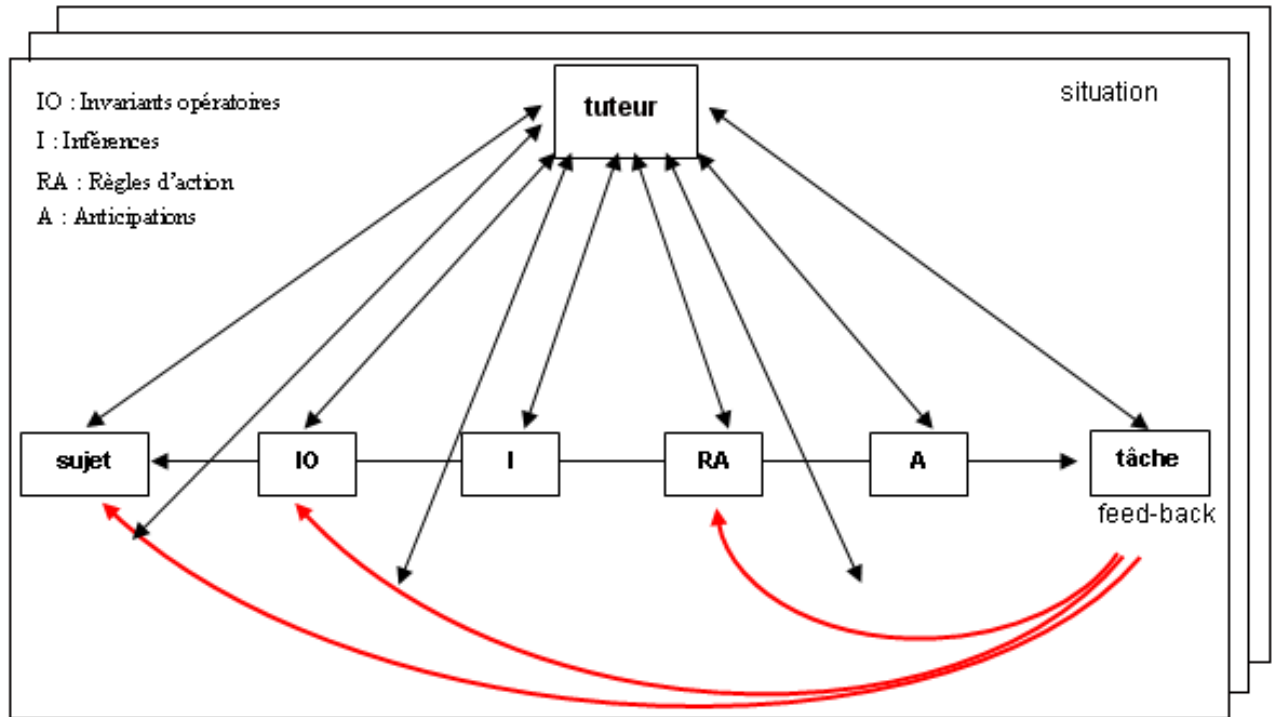 IO : Invariants opératoires
I : Inférences
RA : Règles d'action
A : Anticipations
tuteur
situation
sujet
IO
I
RA
A
tâche
feed-back